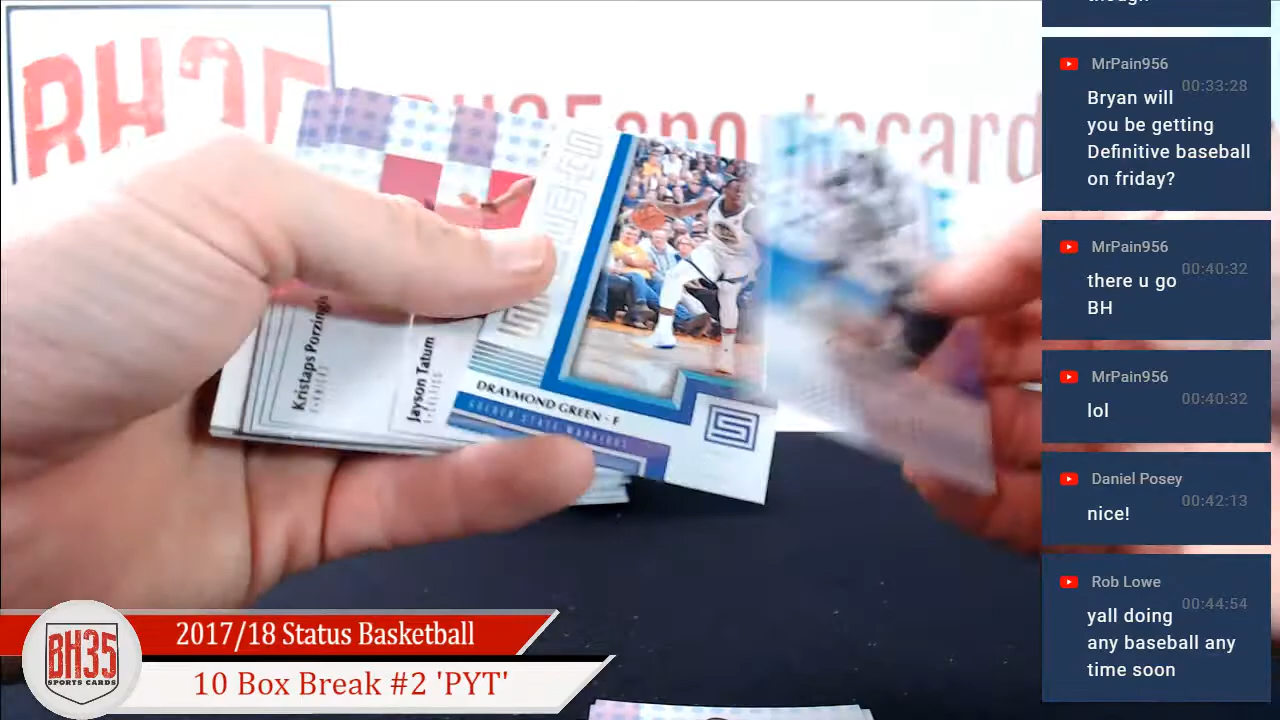 BH35
BH35sportscard
MrPain956
00:33:28
Bryan will
you be getting
Definitive baseball
on friday?
MrPain956
00:40:32
there u go
BH
MrPain956
00:40:32
lol
Daniel Posey
00:42:13
nice!
Rob Lowe
00:44:54
yall doing
any baseball any
time soon
Kristaps Porzingis
Jayson Tatum
F-CELTICS
DRAYMOND GREEN - F
GOLDEN STATE WARRIORS
S
BH35
SPORTS CARDS
2017/18 Status Basketball
10 Box Break #2 'PYT'